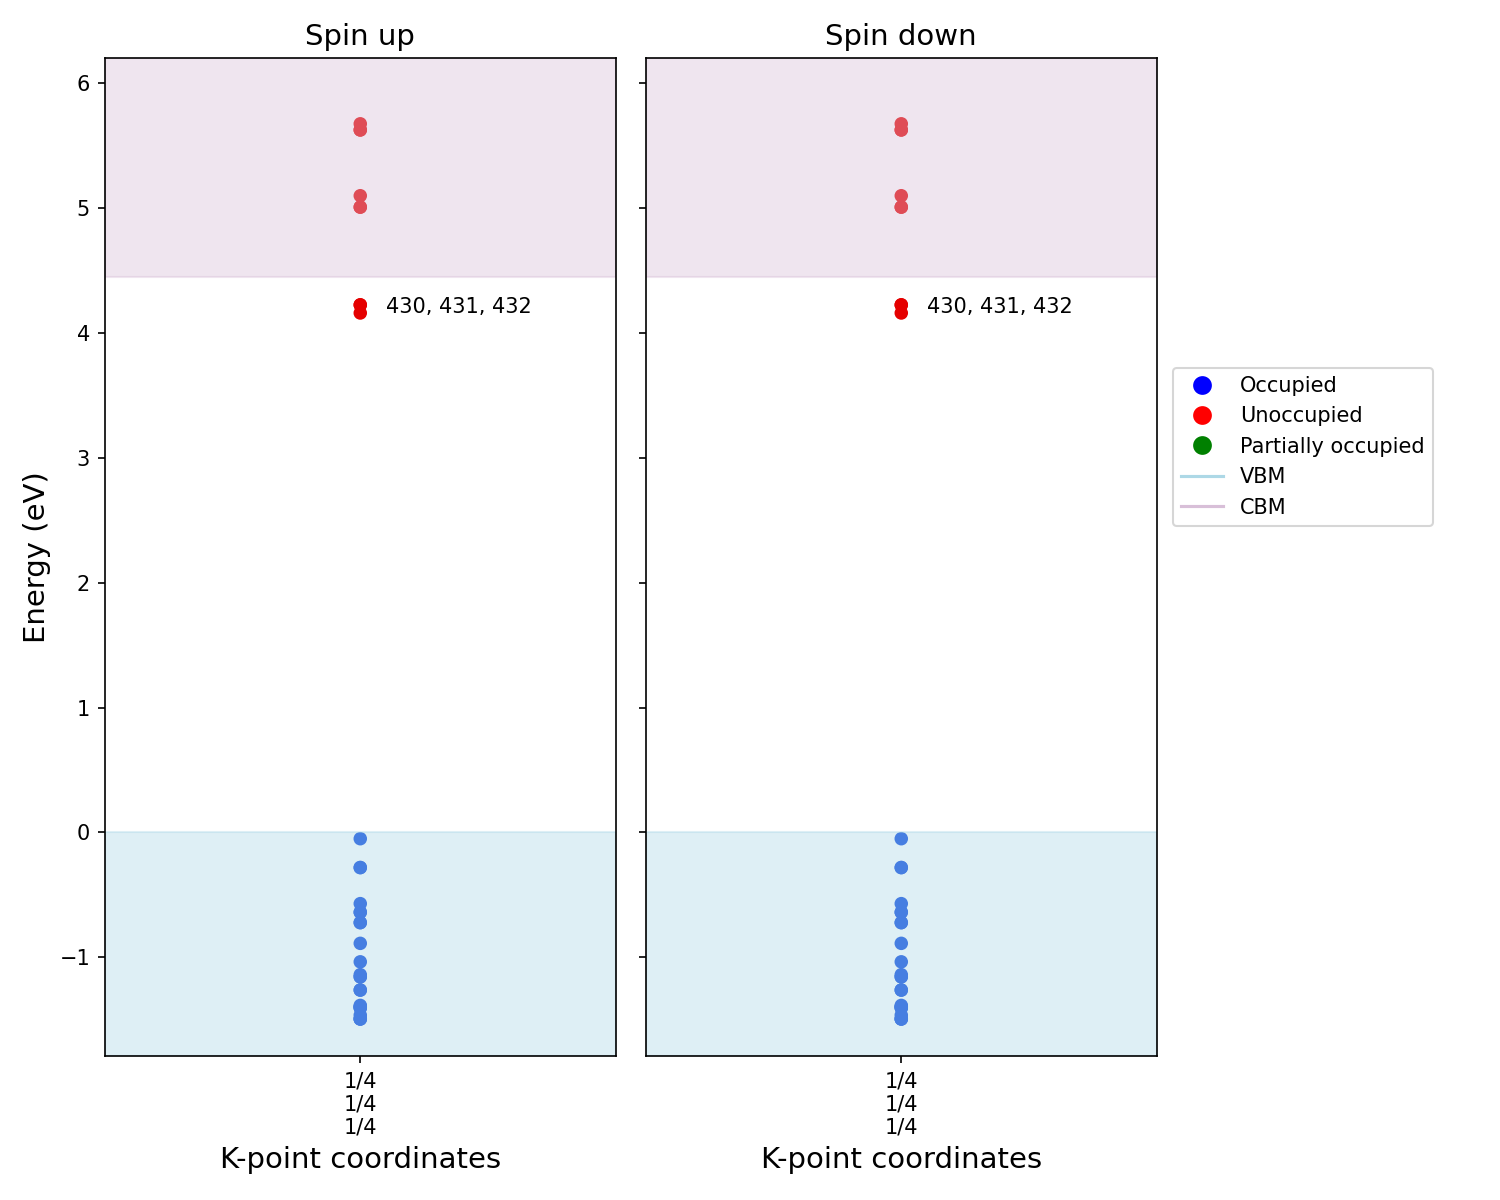 Spin up
Spin down
Energy (eV)
6
5
4
3
2
1
0
−1
430, 431, 432
430, 431, 432
1/4
1/4
1/4
1/4
1/4
1/4
K-point coordinates
K-point coordinates
Occupied
Unoccupied
Partially occupied
VBM
CBM